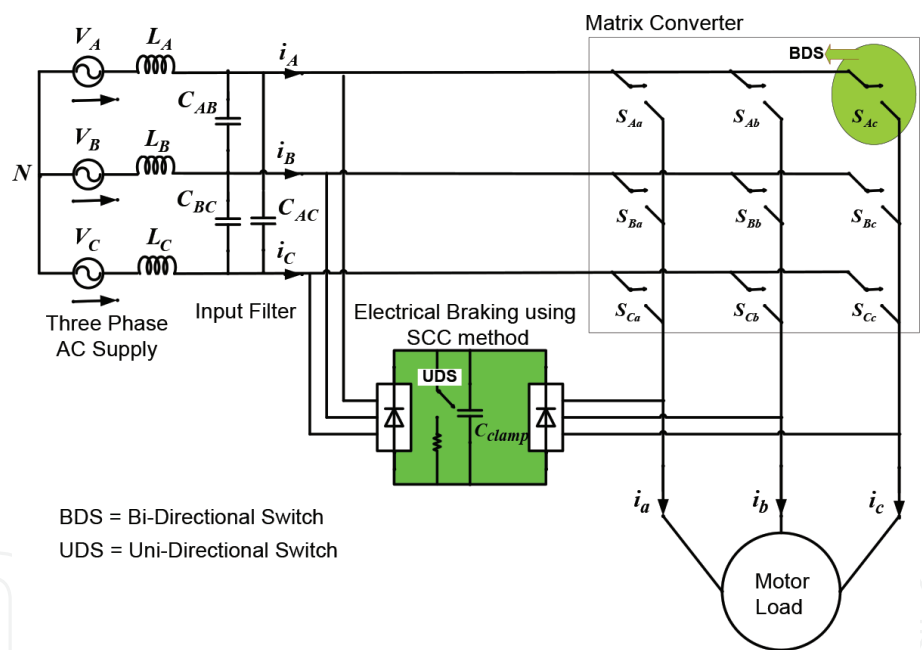 Matrix Converter
V_A
L_A
i_A
BDS
C_AB
S_Aa
S_Ab
S_Ac
V_B
L_B
i_B
N
C_BC
C_AC
S_Ba
S_Bb
S_Bc
V_C
L_C
i_C
Three Phase
AC Supply
Input Filter
Electrical Braking using
SCC method
S_Ca
S_Cb
S_Cc
UDS
C_clamp
i_a
i_b
i_c
BDS = Bi-Directional Switch
UDS = Uni-Directional Switch
Motor
Load